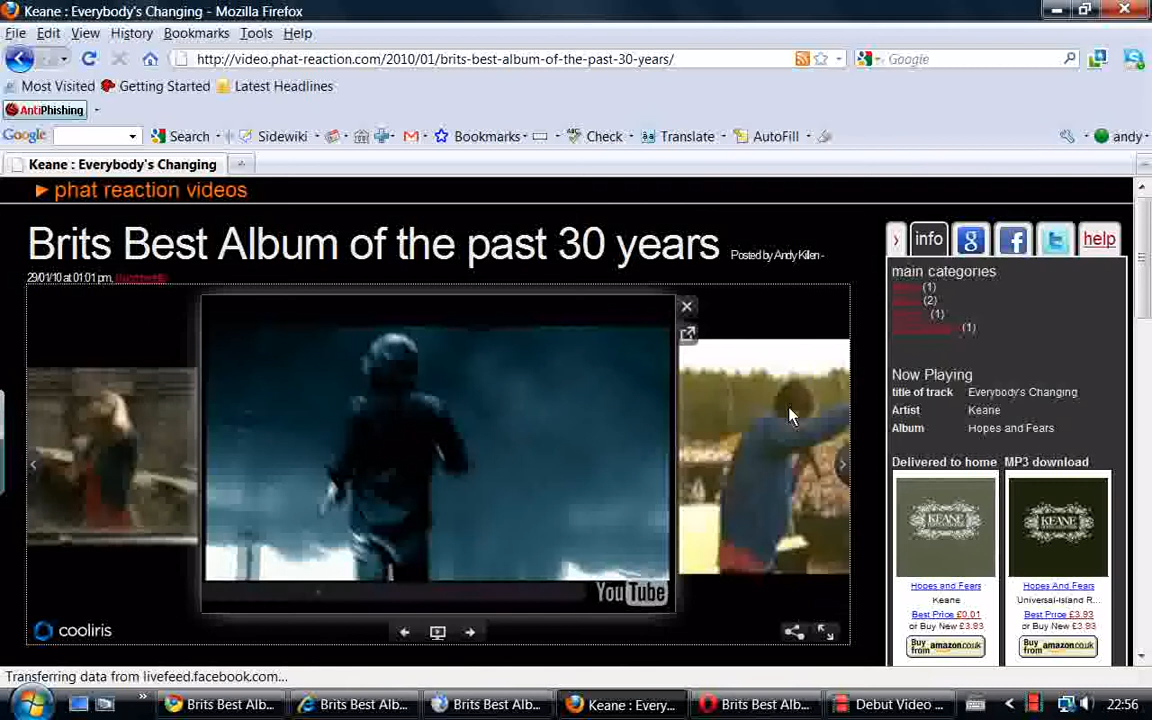 Keane : Everybody's Changing - Mozilla Firefox
File Edit View History Bookmarks Tools Help
http://video.phat-reaction.com/2010/01/brits-best-album-of-the-past-30-years/
Google
Most Visited Getting Started Latest Headlines
AntiPhishing
Google Search Sidewiki Bookmarks Check Translate AutoFill andy
Keane : Everybody's Changing
phat reaction videos
Brits Best Album of the past 30 years Posted by Andy Killen -
29/01/10 at 01:01 pm,
info
help
main categories
(1)
(2)
(1)
(1)
Now Playing
title of track Everybody's Changing
Artist Keane
Album Hopes and Fears
Delivered to home MP3 download
KEANE KEANE
Hopes and Fears Hopes And Fears
Keane Universal-Island R...
Best Price £0.01 Best Price £3.93
or Buy New £3.93 or Buy New £3.93
Buy from amazon.co.uk Buy from amazon.co.uk
YouTube
cooliris
Transferring data from livefeed.facebook.com...
Brits Best Alb... Brits Best Alb... Brits Best Alb... Keane : Every... Brits Best Alb... Debut Video ... 22:56